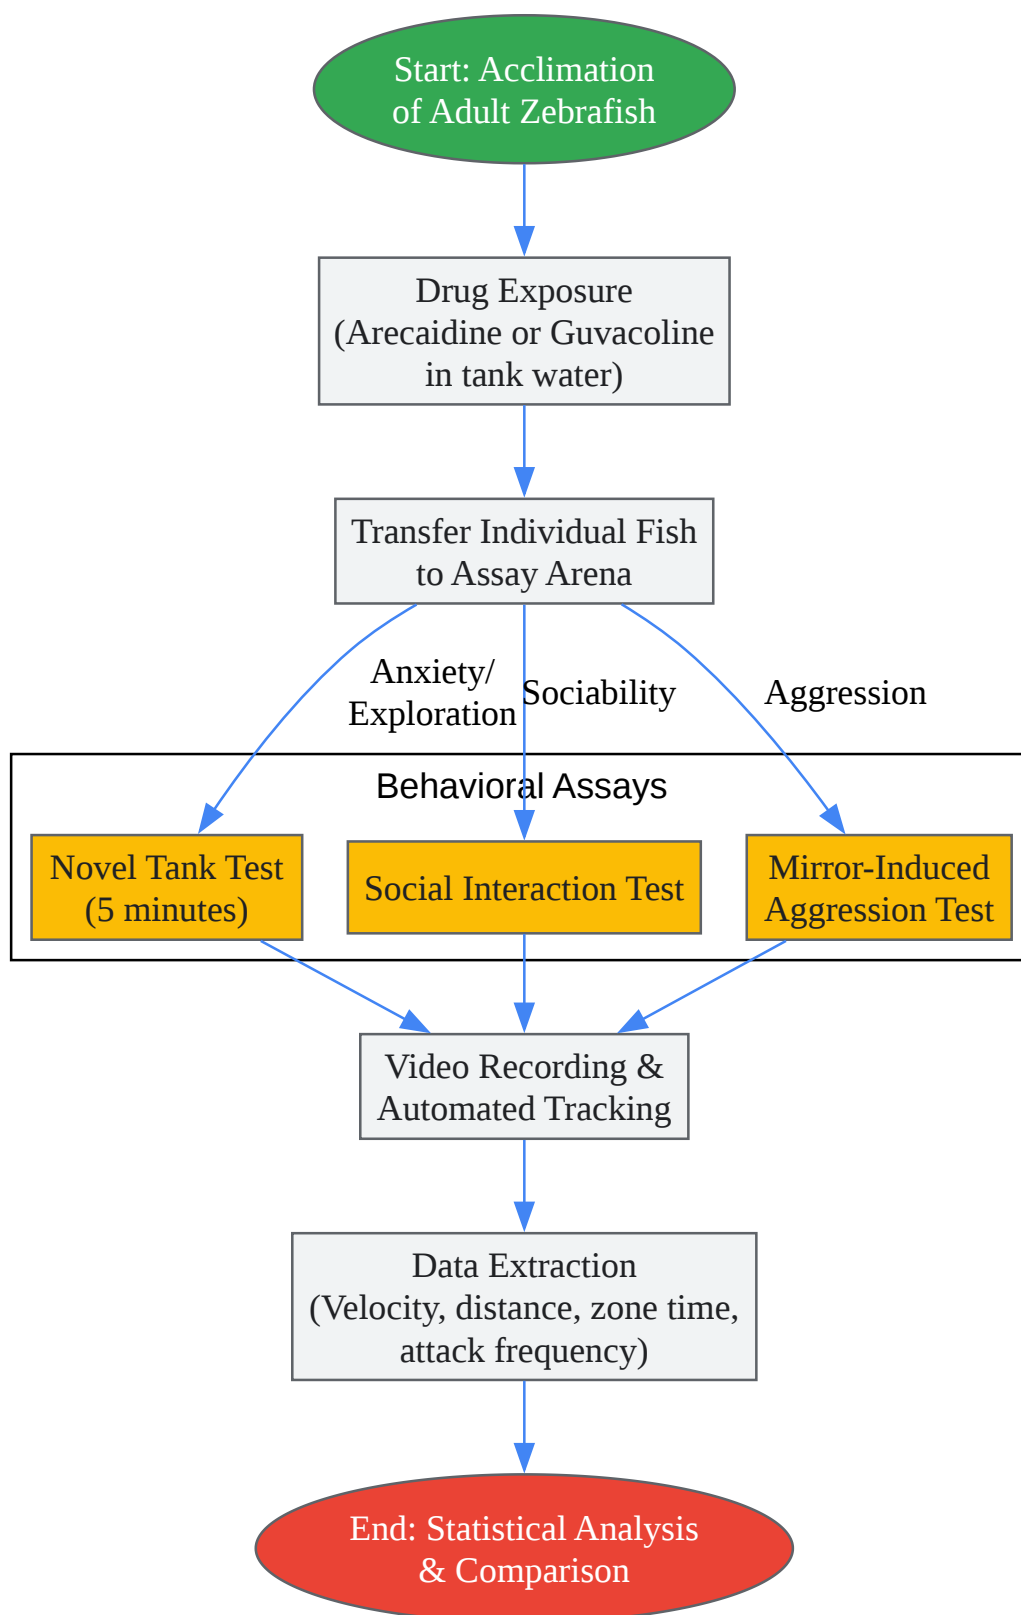 Start: Acclimation
of Adult Zebrafish
Drug Exposure
(Arecaidine or Guvacoline
in tank water)
Transfer Individual Fish
to Assay Arena
Anxiety/
Exploration
Sociability
Aggression
Behavioral Assays
Novel Tank Test
(5 minutes)
Social Interaction Test
Mirror-Induced
Aggression Test
Video Recording &
Automated Tracking
Data Extraction
(Velocity, distance, zone time,
attack frequency)
End: Statistical Analysis
& Comparison